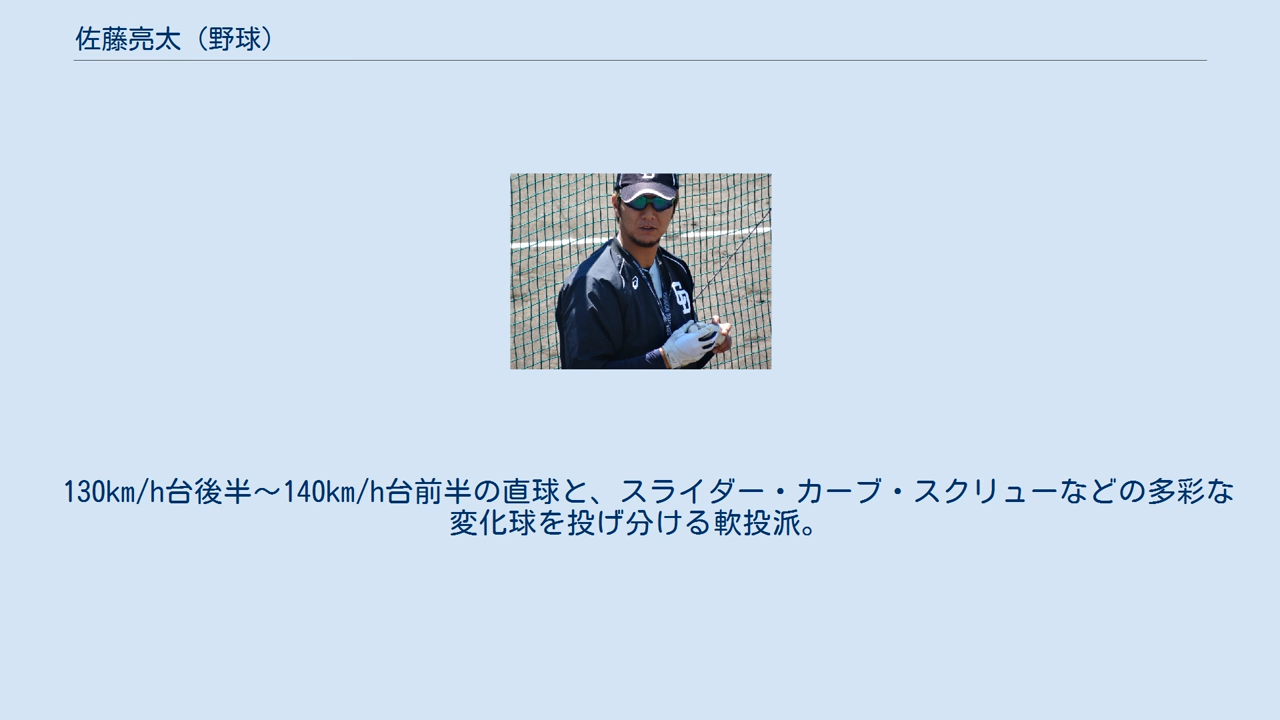 佐藤亮太（野球）
130km/h台後半～140km/h台前半の直球と、スライダー・カーブ・スクリューなどの多彩な
変化球を投げ分ける軟投派。